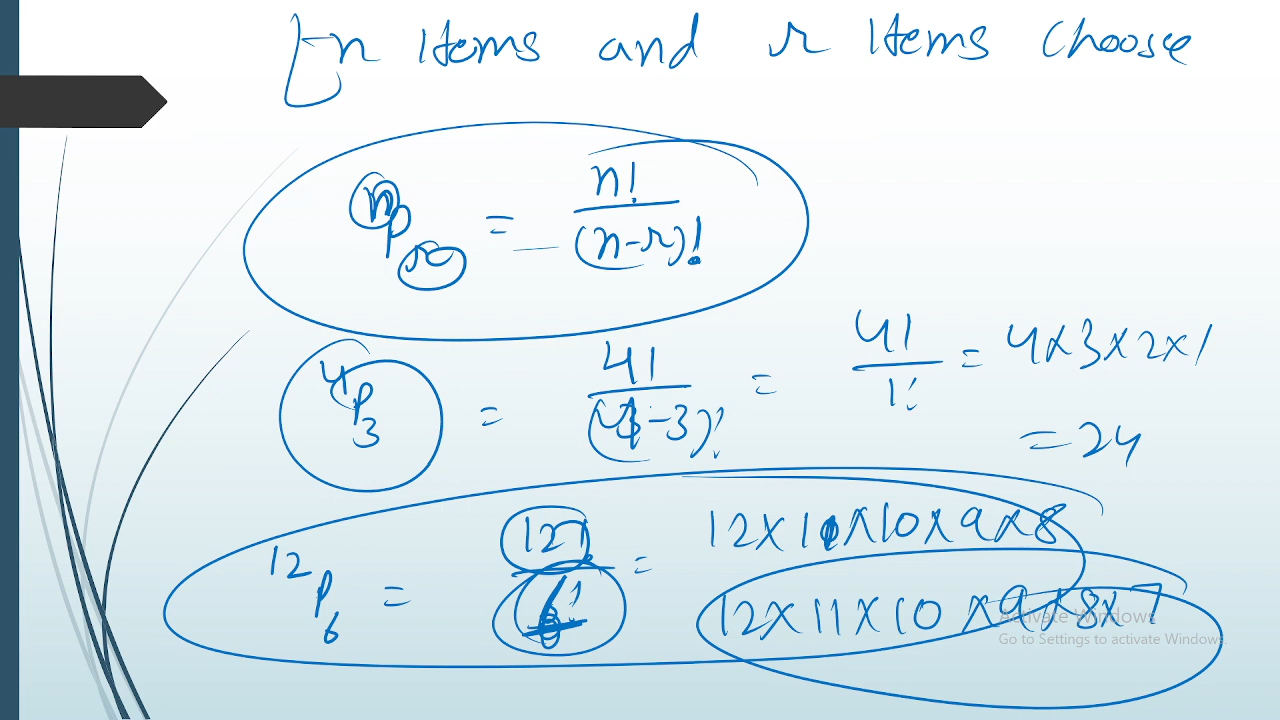 n items and r items choose
nPr = n! / (n-r)!
4P3 = 4! / (4-3)! = 4! / 1! = 4x3x2x1
= 24
12P6 = 12! / 6! = 12x11x10x9x8
12x11x10x9x8x7
Activate Windows
Go to Settings to activate Windows.